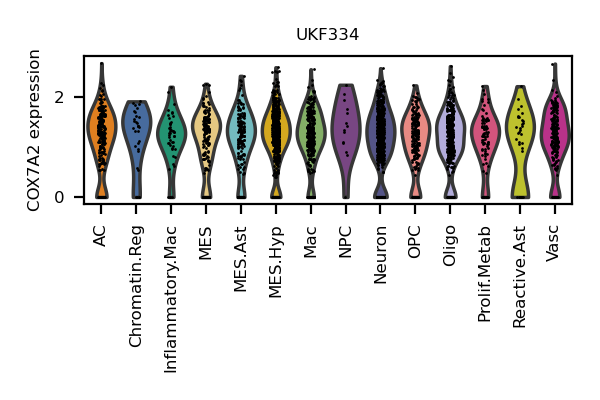 UKF334
COX7A2 expression
2
0
AC
Chromatin.Reg
Inflammatory.Mac
MES
MES.Ast
MES.Hyp
Mac
NPC
Neuron
OPC
Oligo
Prolif.Metab
Reactive.Ast
Vasc